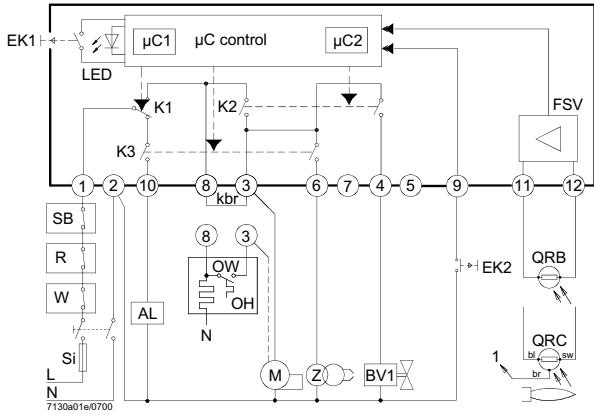 EK1
LED
µC1
µC control
µC2
FSV
K1
K2
K3
1
2
10
8
kbr
3
6
7
4
5
9
11
12
SB
R
W
Si
L
N
8
3
OW
OH
N
AL
M
Z
BV1
EK2
QRB
QRC
1
bl
sw
br
7130a01e/0700